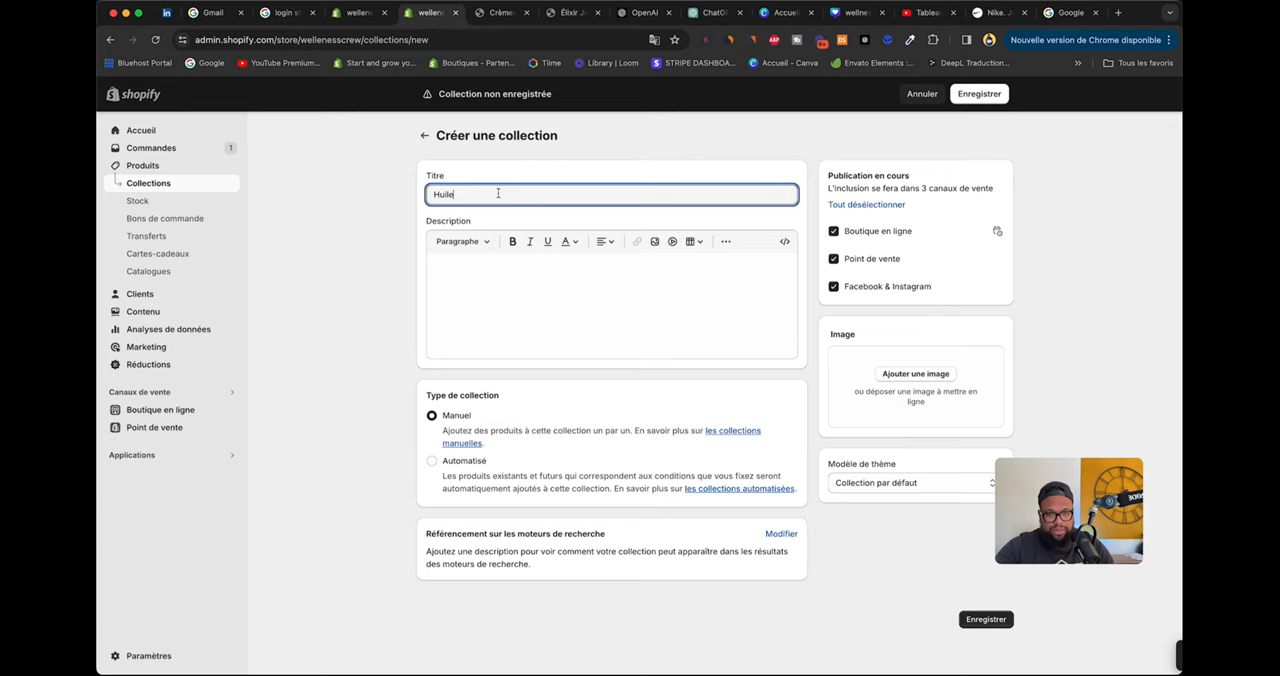 Gmail
login sh
wellene
wellene
Crèmes
Élixir Je
OpenAI
ChatGP
Accueil
wellnes
Tableau
Nike. Ju
Google
admin.shopify.com/store/wellenesscrew/collections/new
Nouvelle version de Chrome disponible
Bluehost Portal
Google
YouTube Premium...
Start and grow yo...
Boutiques - Parten...
Tiime
Library | Loom
STRIPE DASHBOA...
Accueil - Canva
Envato Elements :...
DeepL Traduction...
Tous les favoris
shopify
Collection non enregistrée
Annuler
Enregistrer
Accueil
Commandes 1
Produits
Collections
Stock
Bons de commande
Transferts
Cartes-cadeaux
Catalogues
Clients
Contenu
Analyses de données
Marketing
Réductions
Canaux de vente
Boutique en ligne
Point de vente
Applications
Paramètres
Créer une collection
Titre
Huile
Description
Paragraphe
B I U A
Type de collection
Manuel
Ajoutez des produits à cette collection un par un. En savoir plus sur les collections
manuelles.
Automatisé
Les produits existants et futurs qui correspondent aux conditions que vous fixez seront
automatiquement ajoutés à cette collection. En savoir plus sur les collections automatisées.
Référencement sur les moteurs de recherche
Modifier
Ajoutez une description pour voir comment votre collection peut apparaître dans les résultats
des moteurs de recherche.
Publication en cours
L'inclusion se fera dans 3 canaux de vente
Tout désélectionner
Boutique en ligne
Point de vente
Facebook & Instagram
Image
Ajouter une image
ou déposer une image à mettre en
ligne
Modèle de thème
Collection par défaut
Enregistrer